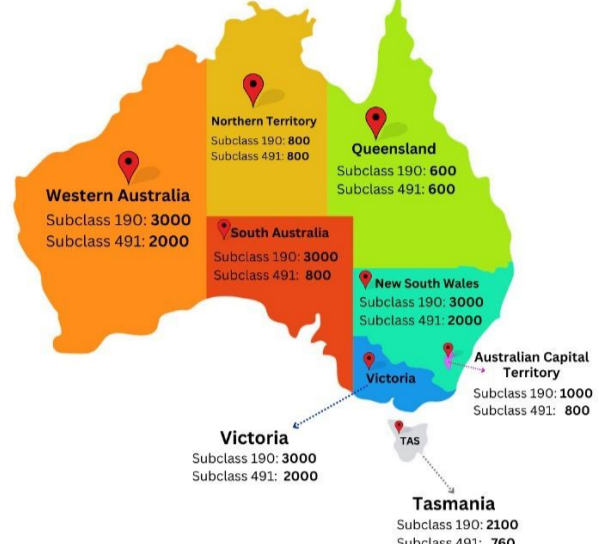 Northern Territory
Subclass 190: 800
Subclass 491: 800
Queensland
Subclass 190: 600
Subclass 491: 600
Western Australia
Subclass 190: 3000
Subclass 491: 2000
South Australia
Subclass 190: 3000
Subclass 491: 800
New South Wales
Subclass 190: 3000
Subclass 491: 2000
Australian Capital
Territory
Subclass 190: 1000
Subclass 491: 800
Victoria
Victoria
Subclass 190: 3000
Subclass 491: 2000
TAS
Tasmania
Subclass 190: 2100
Subclass 491: 760